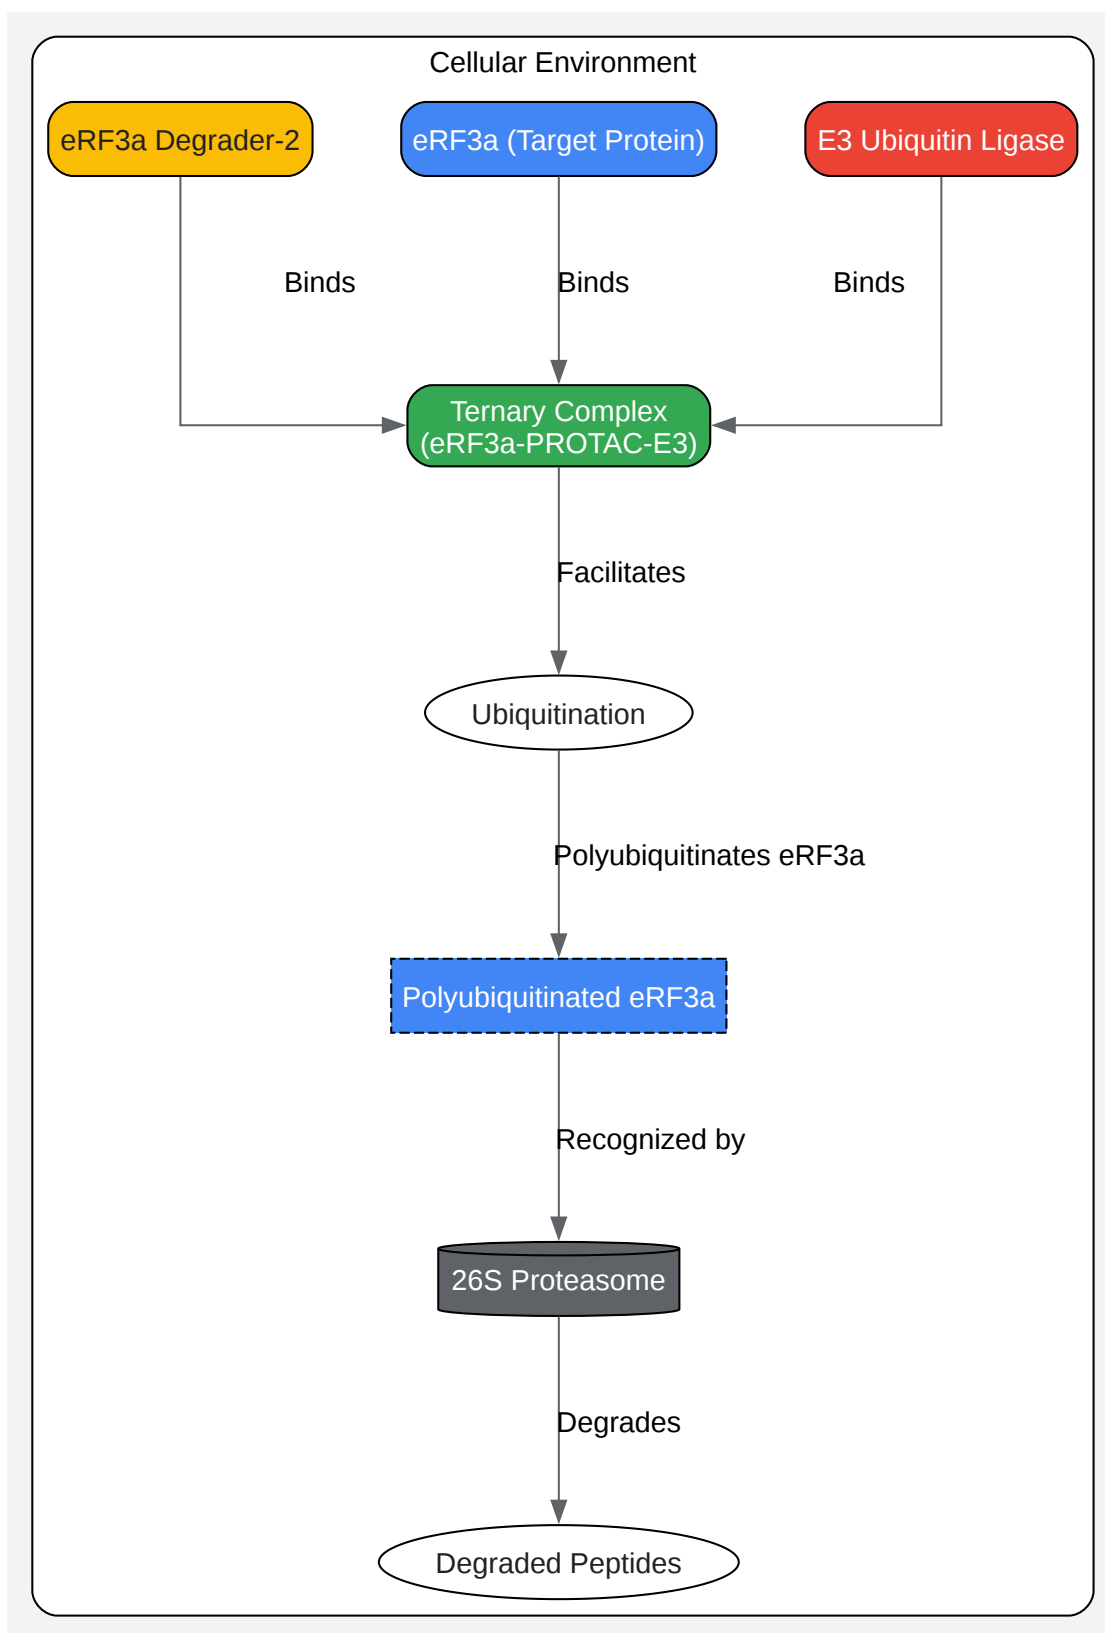 Cellular Environment
eRF3a Degrader-2
eRF3a (Target Protein)
E3 Ubiquitin Ligase
Binds
Binds
Binds
Ternary Complex
(eRF3a-PROTAC-E3)
Facilitates
Ubiquitination
Polyubiquitinates eRF3a
Polyubiquitinated eRF3a
Recognized by
26S Proteasome
Degrades
Degraded Peptides